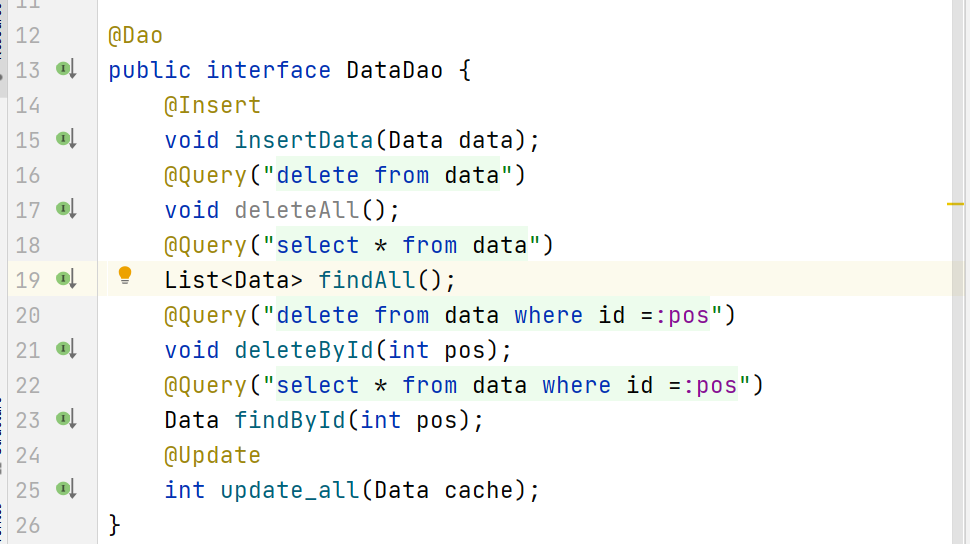 11
12 @Dao
13 public interface DataDao {
14 @Insert
15 void insertData(Data data);
16 @Query("delete from data")
17 void deleteAll();
18 @Query("select * from data")
19 List<Data> findAll();
20 @Query("delete from data where id =:pos")
21 void deleteById(int pos);
22 @Query("select * from data where id =:pos")
23 Data findById(int pos);
24 @Update
25 int update_all(Data cache);
26 }